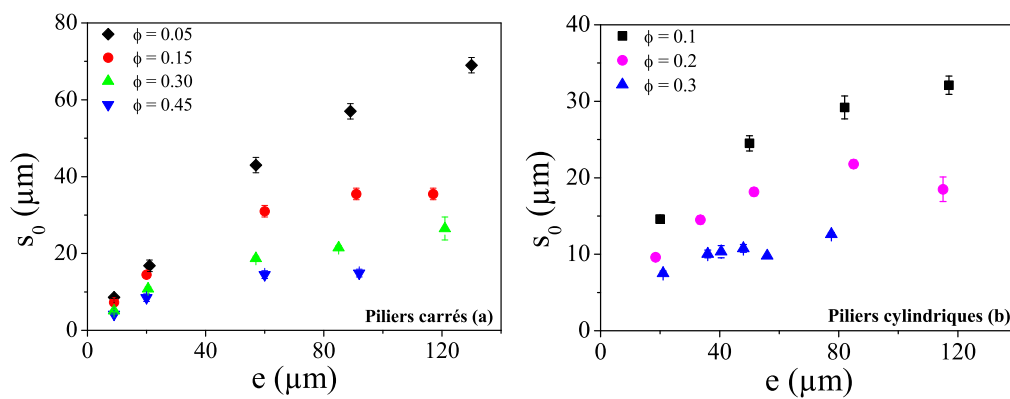 80
60
40
20
0
s₀ (µm)
ϕ = 0.05
ϕ = 0.15
ϕ = 0.30
ϕ = 0.45
Piliers carrés (a)
0 40 80 120
e (µm)
40
30
20
10
0
s₀ (µm)
ϕ = 0.1
ϕ = 0.2
ϕ = 0.3
Piliers cylindriques (b)
0 40 80 120
e (µm)